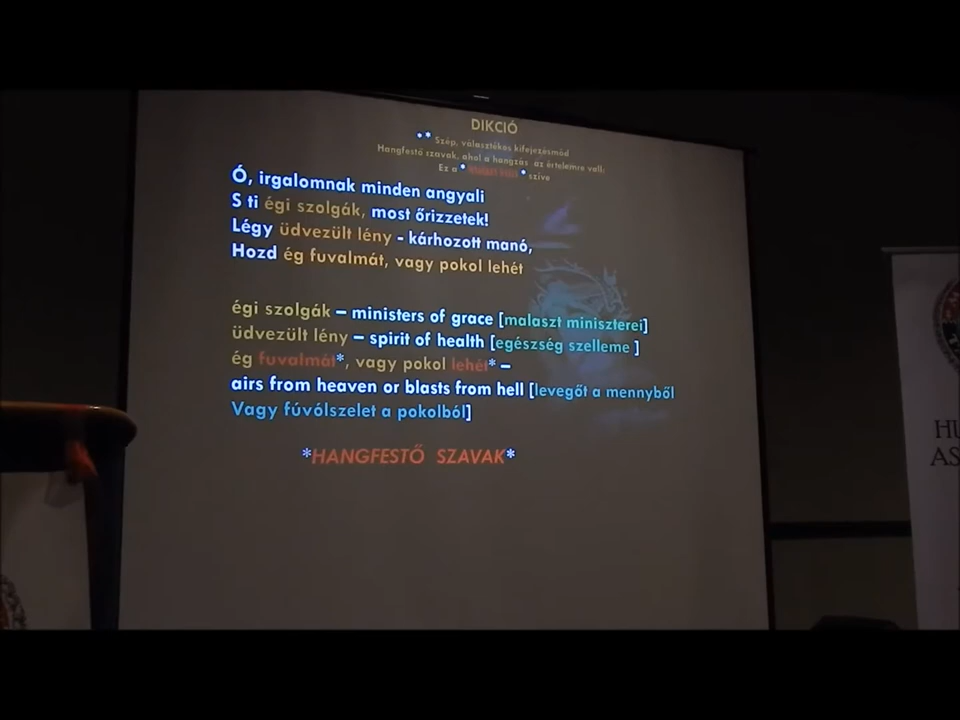 DIKCIÓ
** Szép, választékos kifejezésmód
Hangfestő szavak, ahol a hangzás az értelemre vall.
Ez a * * szíve
Ó, irgalomnak minden angyali
S ti égi szolgák, most őrizzetek!
Légy üdvezült lény - kárhozott manó,
Hozd ég fuvalmát, vagy pokol lehét
égi szolgák – ministers of grace [malaszt miniszterei]
üdvezült lény – spirit of health [egészség szelleme ]
ég fuvalmát*, vagy pokol lehét* –
airs from heaven or blasts from hell [levegőt a mennyből
Vagy fúvólszelet a pokolból]
*HANGFESTŐ SZAVAK*
HU
AS